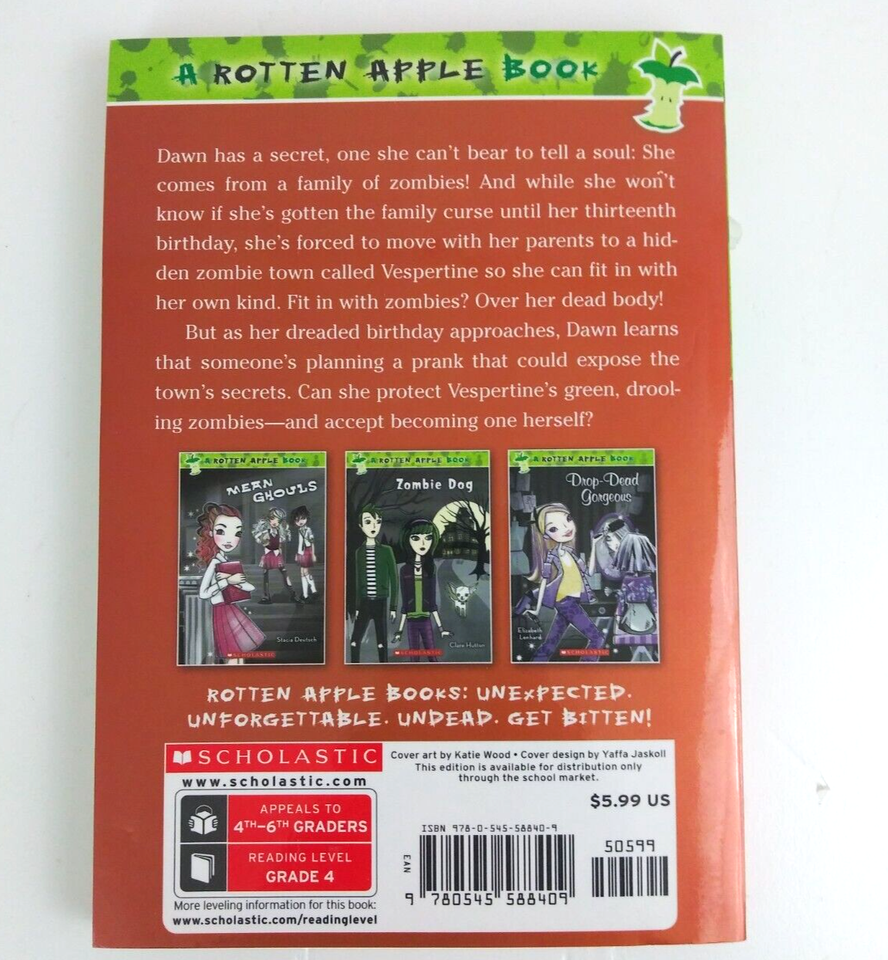 A ROTTEN APPLE BOOK
Dawn has a secret, one she can't bear to tell a soul: She
comes from a family of zombies! And while she won't
know if she's gotten the family curse until her thirteenth
birthday, she's forced to move with her parents to a hid-
den zombie town called Vespertine so she can fit in with
her own kind. Fit in with zombies? Over her dead body!
But as her dreaded birthday approaches, Dawn learns
that someone's planning a prank that could expose the
town's secrets. Can she protect Vespertine's green, drool-
ing zombies—and accept becoming one herself?
A ROTTEN APPLE BOOK
MEAN
GHOULS
Stacia Deutsch
SCHOLASTIC
A ROTTEN APPLE BOOK
Zombie Dog
Clare Hutton
SCHOLASTIC
A ROTTEN APPLE BOOK
Drop-Dead
Gorgeous
Elizabeth
Lenhard
SCHOLASTIC
ROTTEN APPLE BOOKS: UNEXPECTED.
UNFORGETTABLE. UNDEAD. GET BITTEN!
SCHOLASTIC
www.scholastic.com
APPEALS TO
4TH–6TH GRADERS
READING LEVEL
GRADE 4
More leveling information for this book:
www.scholastic.com/readinglevel
Cover art by Katie Wood • Cover design by Yaffa Jaskoll
This edition is available for distribution only
through the school market.
$5.99 US
ISBN 978-0-545-58840-9
50599
EAN
9 780545 588409